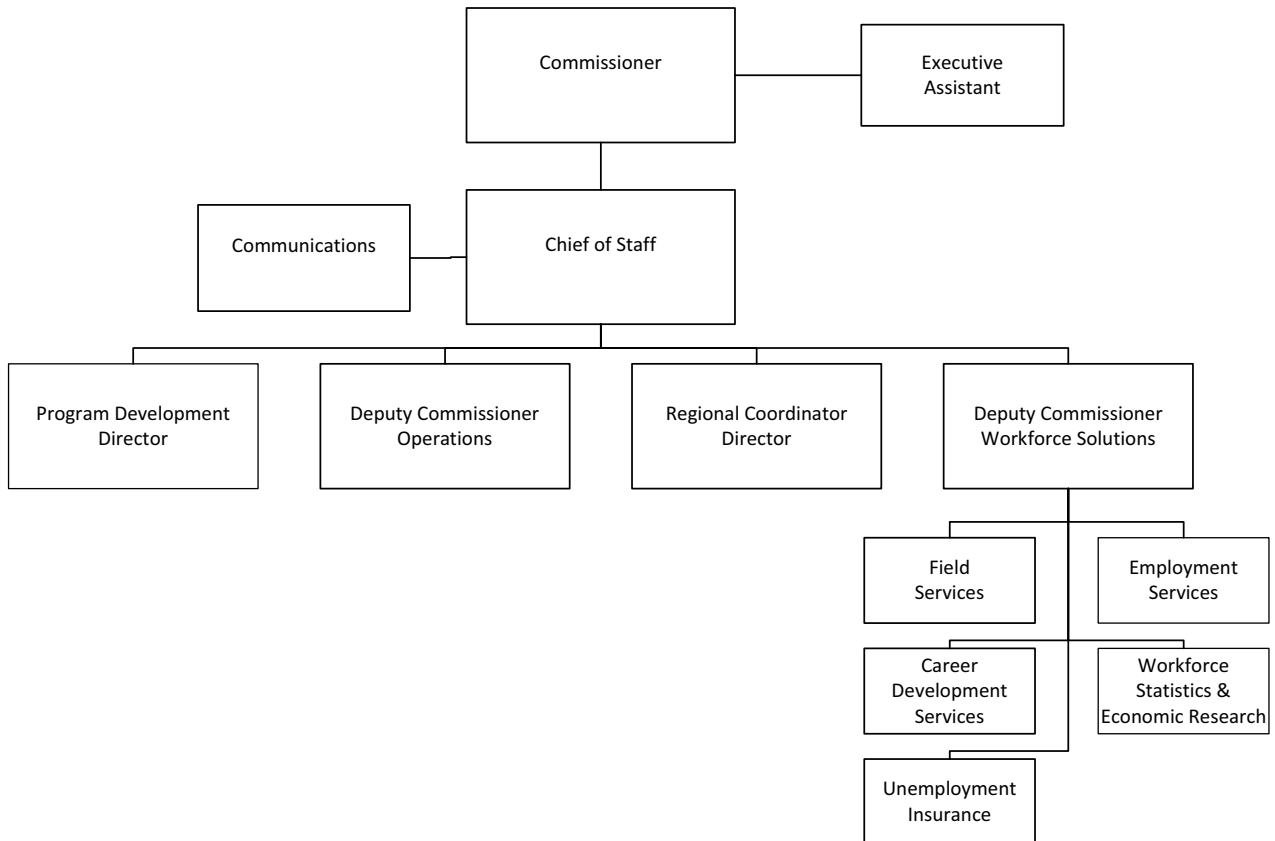 Commissioner
Executive
Assistant
Communications
Chief of Staff
Program Development
Director
Deputy Commissioner
Operations
Regional Coordinator
Director
Deputy Commissioner
Workforce Solutions
Field
Services
Employment
Services
Career
Development
Services
Workforce
Statistics &
Economic Research
Unemployment
Insurance